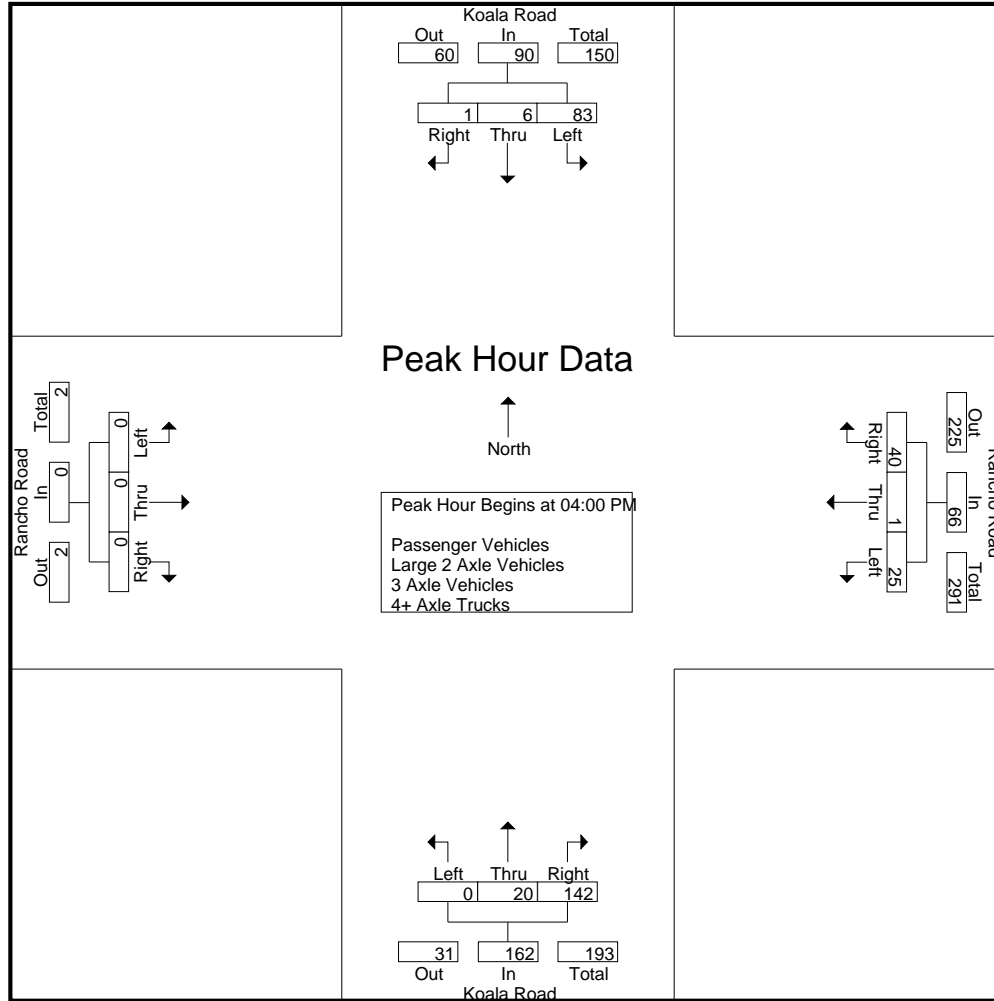 Koala Road
Out In Total
60 90 150
1 6 83
Right Thru Left
Peak Hour Data
North
Peak Hour Begins at 04:00 PM
Passenger Vehicles
Large 2 Axle Vehicles
3 Axle Vehicles
4+ Axle Trucks
Rancho Road
Total In Out
2 0 2
0 0 0
Left Thru Right
Right Thru Left
40 1 25
225 66 291
Out In Total
Rancho Road
Left Thru Right
0 20 142
31 162 193
Out In Total
Koala Road